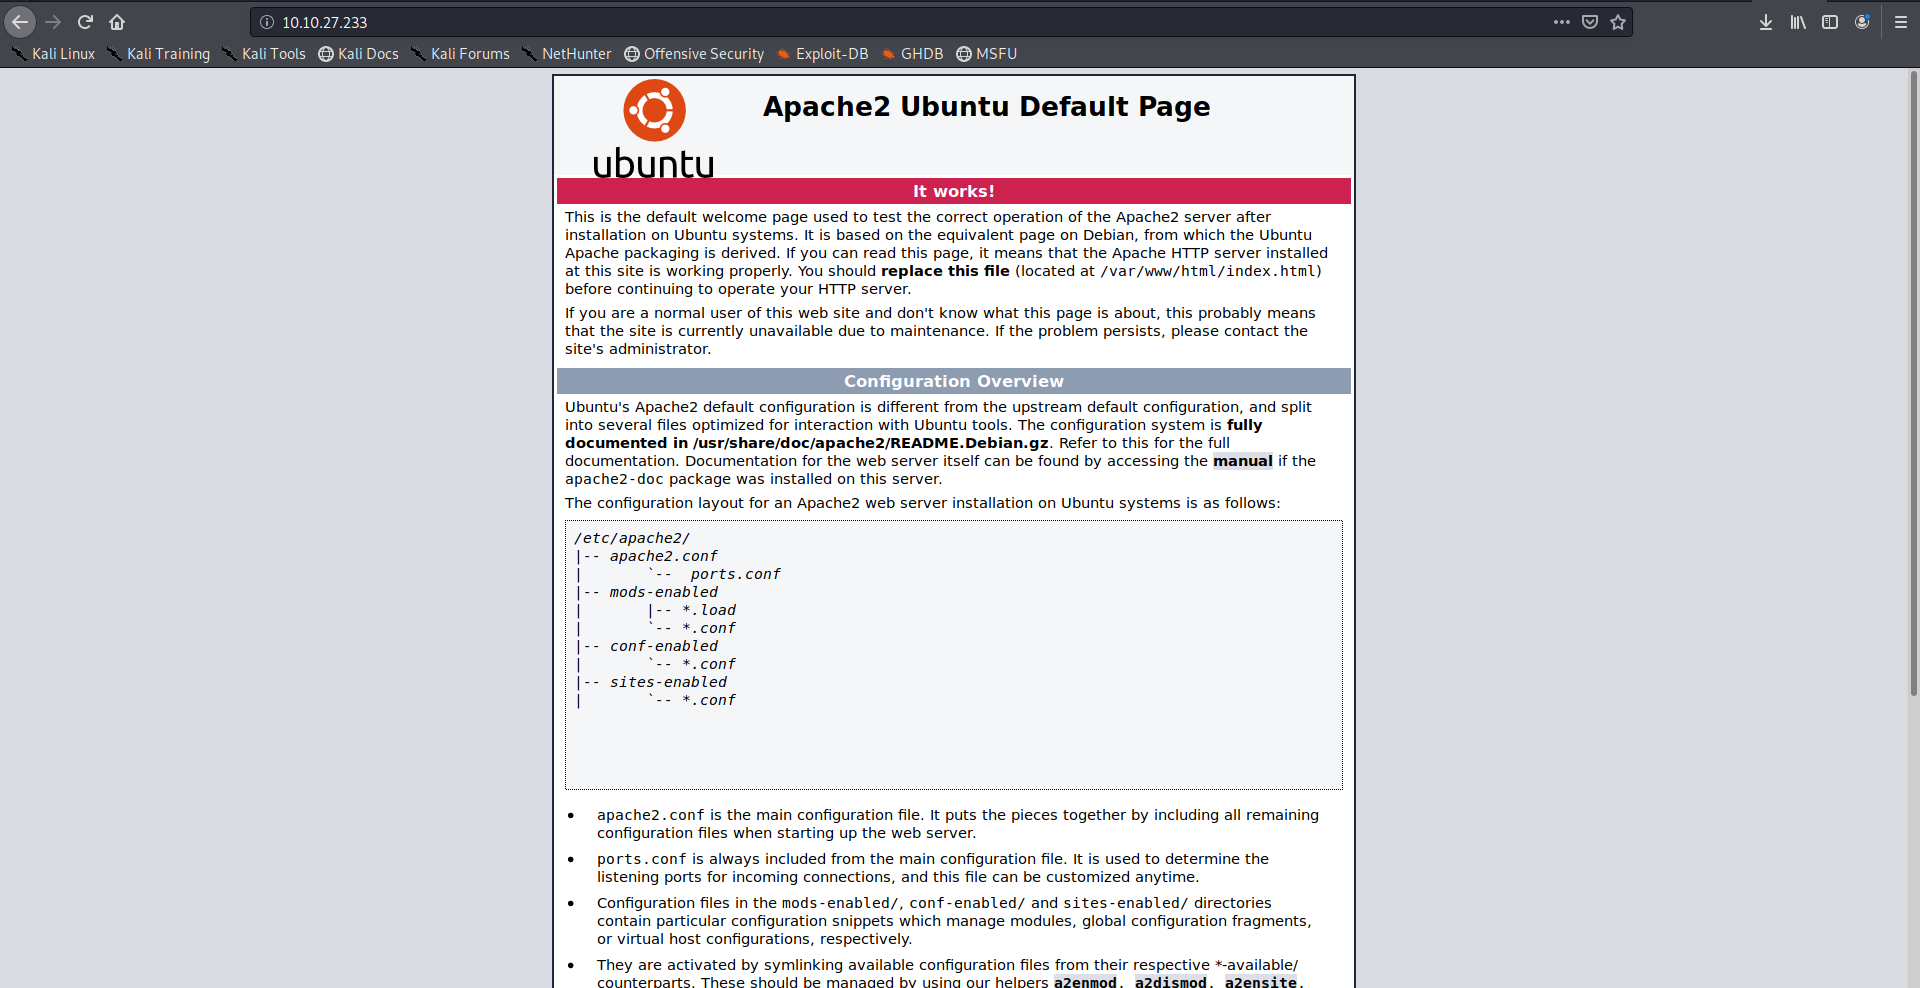 10.10.27.233
Kali Linux Kali Training Kali Tools Kali Docs Kali Forums NetHunter Offensive Security Exploit-DB GHDB MSFU
ubuntu
Apache2 Ubuntu Default Page
It works!
This is the default welcome page used to test the correct operation of the Apache2 server after
installation on Ubuntu systems. It is based on the equivalent page on Debian, from which the Ubuntu
Apache packaging is derived. If you can read this page, it means that the Apache HTTP server installed
at this site is working properly. You should replace this file (located at /var/www/html/index.html)
before continuing to operate your HTTP server.
If you are a normal user of this web site and don't know what this page is about, this probably means
that the site is currently unavailable due to maintenance. If the problem persists, please contact the
site's administrator.
Configuration Overview
Ubuntu's Apache2 default configuration is different from the upstream default configuration, and split
into several files optimized for interaction with Ubuntu tools. The configuration system is fully
documented in /usr/share/doc/apache2/README.Debian.gz. Refer to this for the full
documentation. Documentation for the web server itself can be found by accessing the manual if the
apache2-doc package was installed on this server.
The configuration layout for an Apache2 web server installation on Ubuntu systems is as follows:
/etc/apache2/
|-- apache2.conf
|       `--  ports.conf
|-- mods-enabled
|       |-- *.load
|       `-- *.conf
|-- conf-enabled
|       `-- *.conf
|-- sites-enabled
|       `-- *.conf
• apache2.conf is the main configuration file. It puts the pieces together by including all remaining
configuration files when starting up the web server.
• ports.conf is always included from the main configuration file. It is used to determine the
listening ports for incoming connections, and this file can be customized anytime.
• Configuration files in the mods-enabled/, conf-enabled/ and sites-enabled/ directories
contain particular configuration snippets which manage modules, global configuration fragments,
or virtual host configurations, respectively.
• They are activated by symlinking available configuration files from their respective *-available/
counterparts. These should be managed by using our helpers a2enmod, a2dismod, a2ensite,